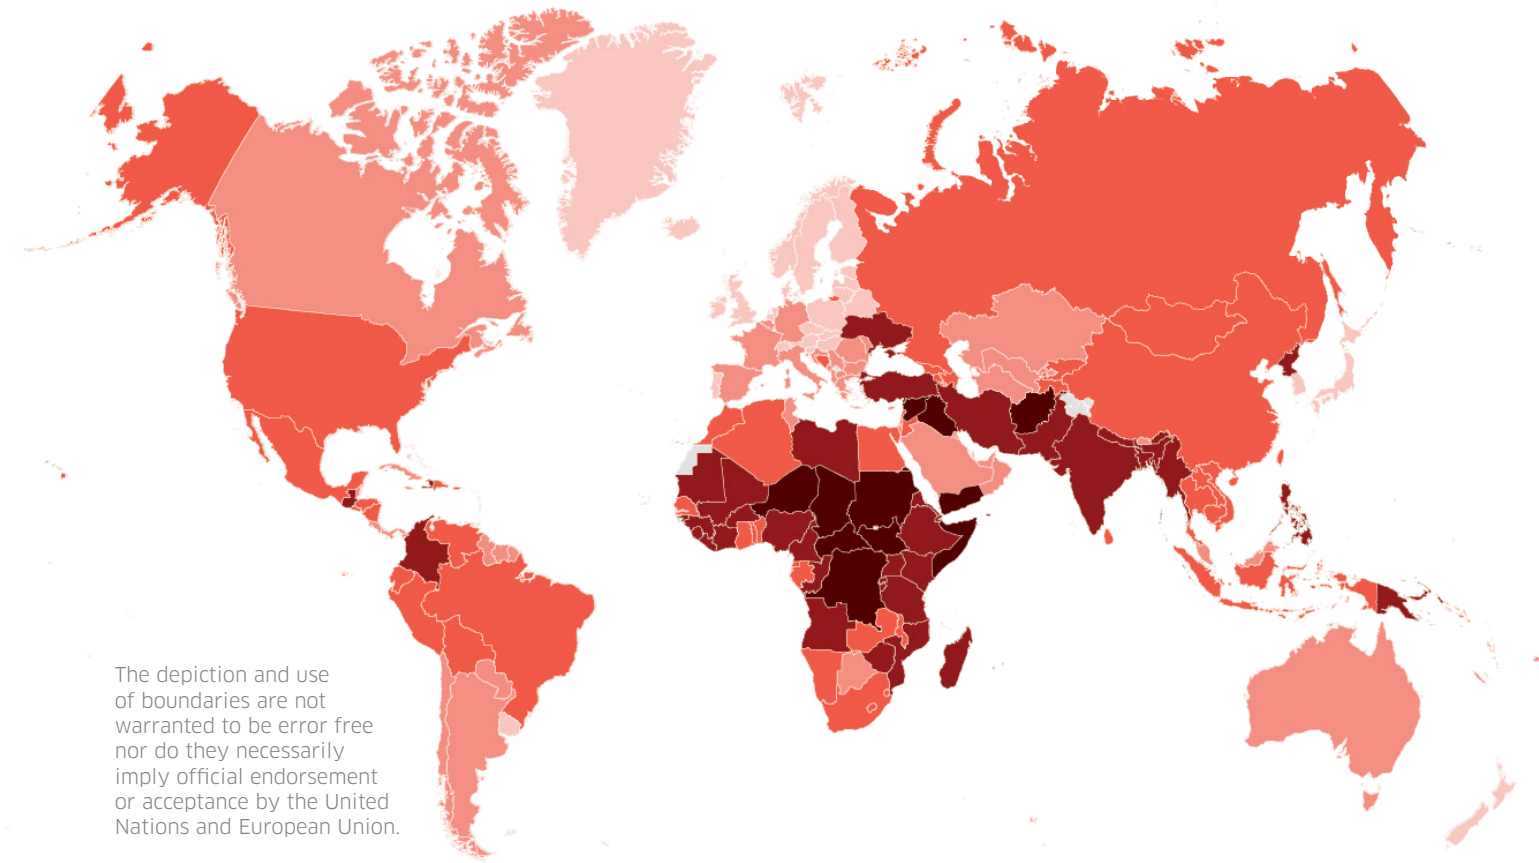 The depiction and use
of boundaries are not
warranted to be error free
nor do they necessarily
imply official endorsement
or acceptance by the United
Nations and European Union.